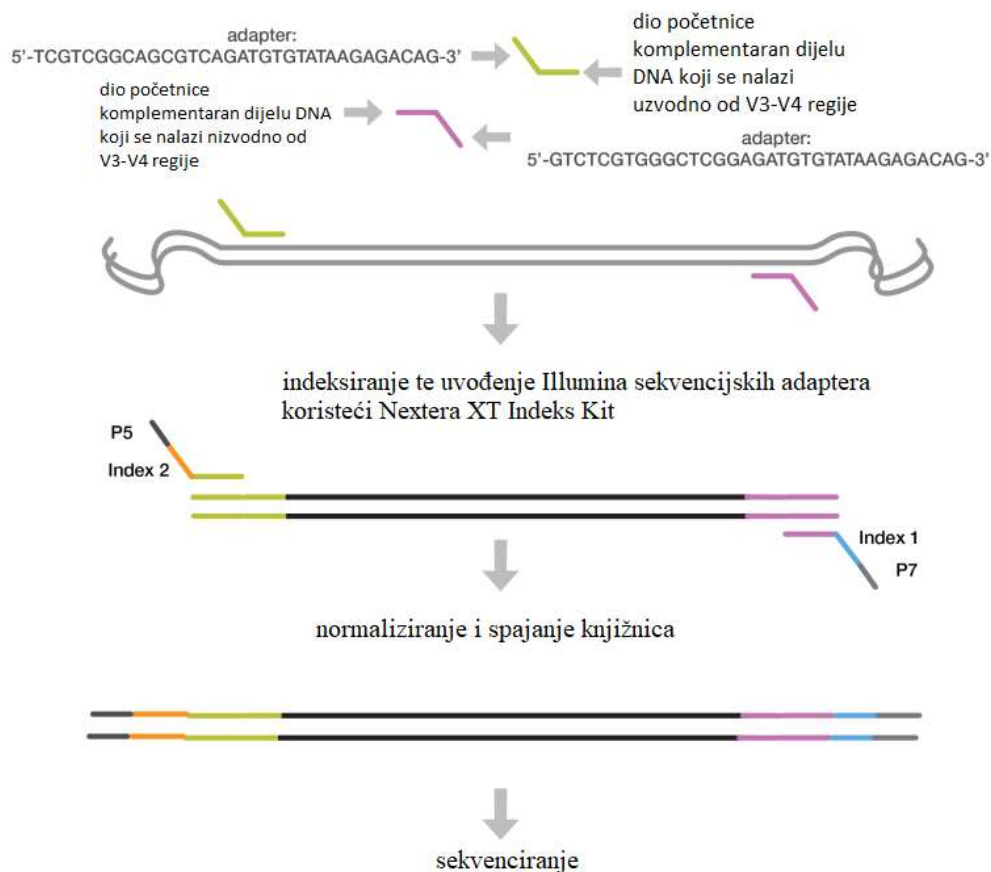 adapter:
5'-TCGTCGGCAGCGTCAGATGTGTATAAGAGACAG-3'
dio početnice
komplementaran dijelu
DNA koji se nalazi
uzvodno od V3-V4 regije
dio početnice
komplementaran dijelu DNA
koji se nalazi nizvodno od
V3-V4 regije
adapter:
5'-GTCTCGTGGGCTCGGAGATGTGTATAAGAGACAG-3'
indeksiranje te uvođenje Illumina sekvencijskih adaptera
koristeći Nextera XT Indeks Kit
P5
Index 2
Index 1
P7
normaliziranje i spajanje knjižnica
sekvenciranje